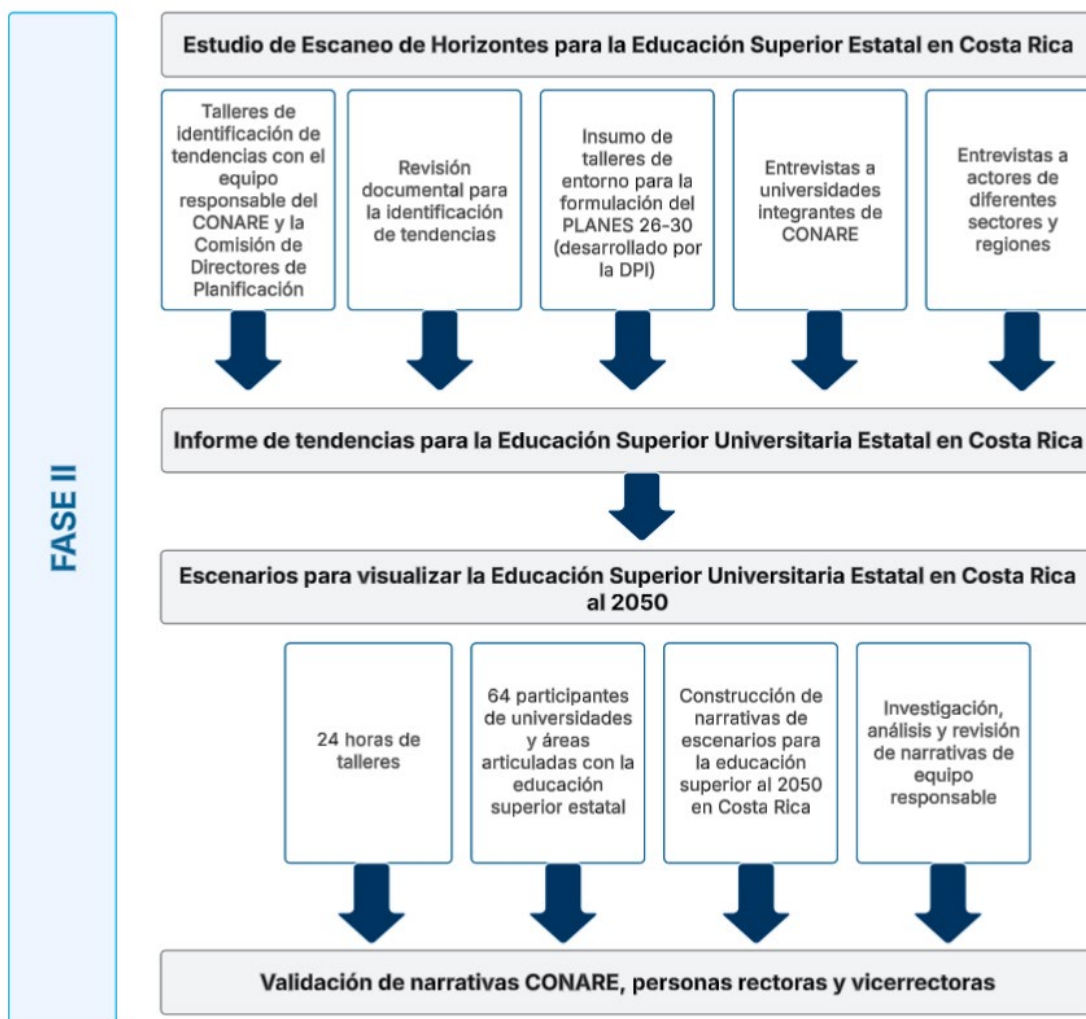 FASE II
Estudio de Escaneo de Horizontes para la Educación Superior Estatal en Costa Rica
Talleres de
identificación de
tendencias con el
equipo
responsable del
CONARE y la
Comisión de
Directores de
Planificación
Revisión
documental para
la identificación
de tendencias
Insumo de
talleres de
entorno para la
formulación del
PLANES 26-30
(desarrollado por
la DPI)
Entrevistas a
universidades
integrantes de
CONARE
Entrevistas a
actores de
diferentes
sectores y
regiones
Informe de tendencias para la Educación Superior Universitaria Estatal en Costa Rica
Escenarios para visualizar la Educación Superior Universitaria Estatal en Costa Rica
al 2050
24 horas de
talleres
64 participantes
de universidades
y áreas
articuladas con la
educación
superior estatal
Construcción de
narrativas de
escenarios para
la educación
superior al 2050
en Costa Rica
Investigación,
análisis y revisión
de narrativas de
equipo
responsable
Validación de narrativas CONARE, personas rectoras y vicerrectoras